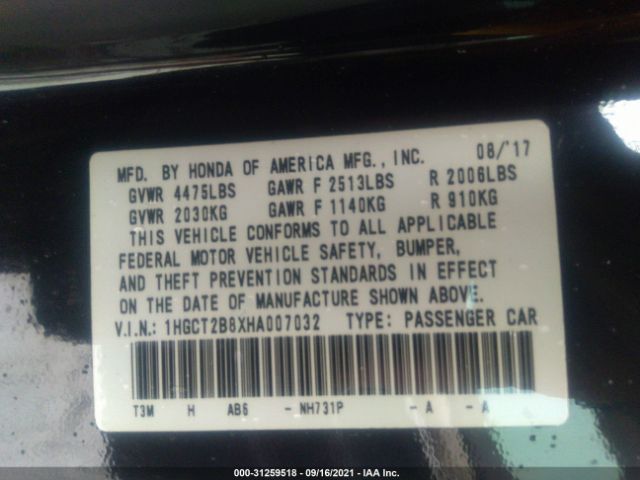 MFD. BY HONDA OF AMERICA MFG., INC. 08/'17
GVWR 4475LBS GAWR F 2513LBS R 2006LBS
GVWR 2030KG GAWR F 1140KG R 910KG
THIS VEHICLE CONFORMS TO ALL APPLICABLE
FEDERAL MOTOR VEHICLE SAFETY, BUMPER,
AND THEFT PREVENTION STANDARDS IN EFFECT
ON THE DATE OF MANUFACTURE SHOWN ABOVE.
V.I.N.: 1HGCT2B8XHA007032 TYPE: PASSENGER CAR
T3M H AB6 - NH731P - A - A
000-31259518 - 09/16/2021 - IAA Inc.